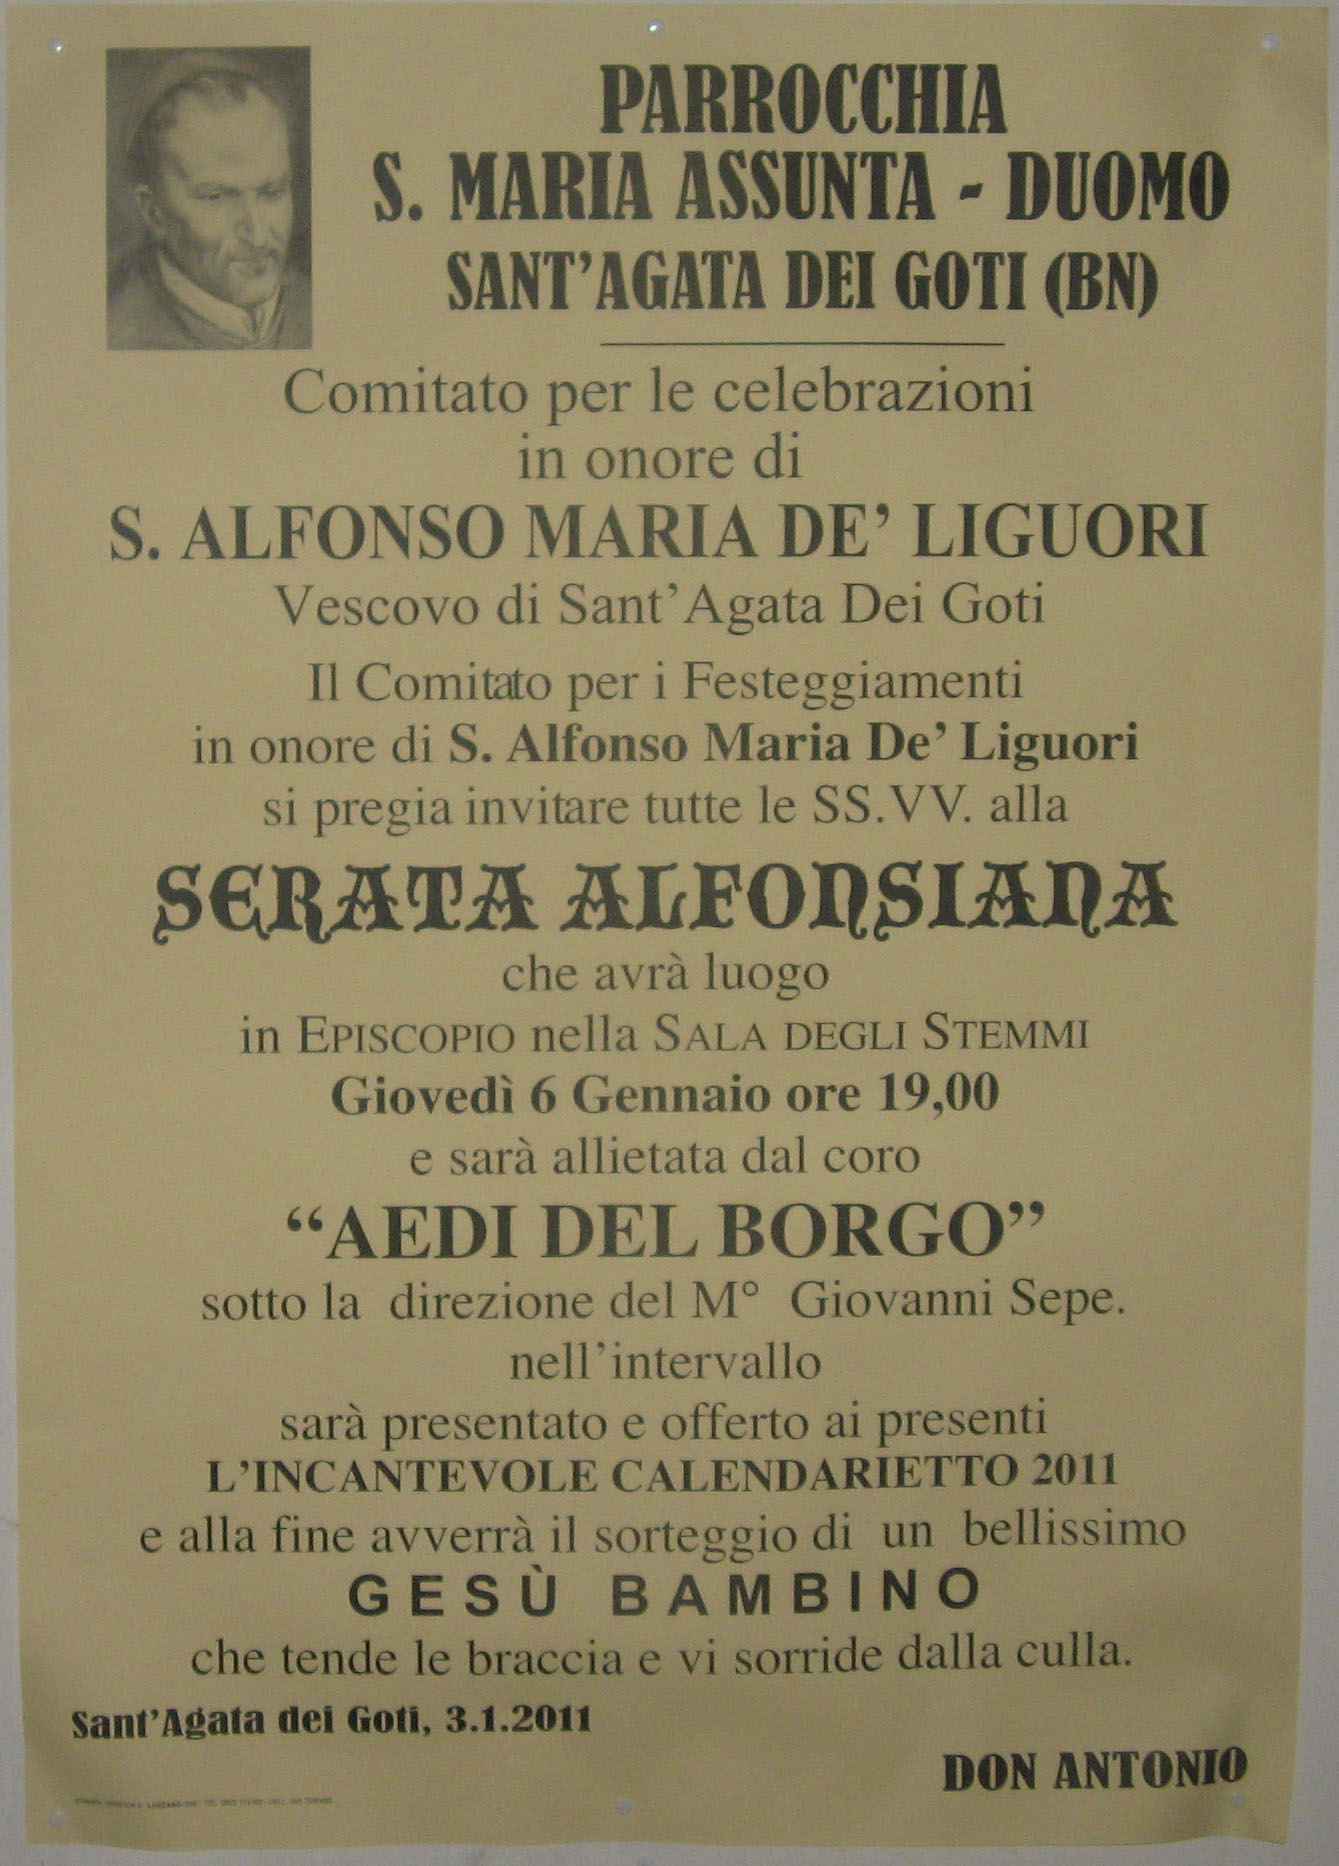 PARROCCHIA
S. MARIA ASSUNTA - DUOMO
SANT'AGATA DEI GOTI (BN)
Comitato per le celebrazioni
in onore di
S. ALFONSO MARIA DE' LIGUORI
Vescovo di Sant'Agata Dei Goti
Il Comitato per i Festeggiamenti
in onore di S. Alfonso Maria De' Liguori
si pregia invitare tutte le SS.VV. alla
SERATA ALFONSIANA
che avrà luogo
in EPISCOPIO nella SALA DEGLI STEMMI
Giovedì 6 Gennaio ore 19,00
e sarà allietata dal coro
“AEDI DEL BORGO”
sotto la direzione del M° Giovanni Sepe.
nell'intervallo
sarà presentato e offerto ai presenti
L'INCANTEVOLE CALENDARIETTO 2011
e alla fine avverrà il sorteggio di un bellissimo
GESÙ BAMBINO
che tende le braccia e vi sorride dalla culla.
Sant'Agata dei Goti, 3.1.2011
DON ANTONIO